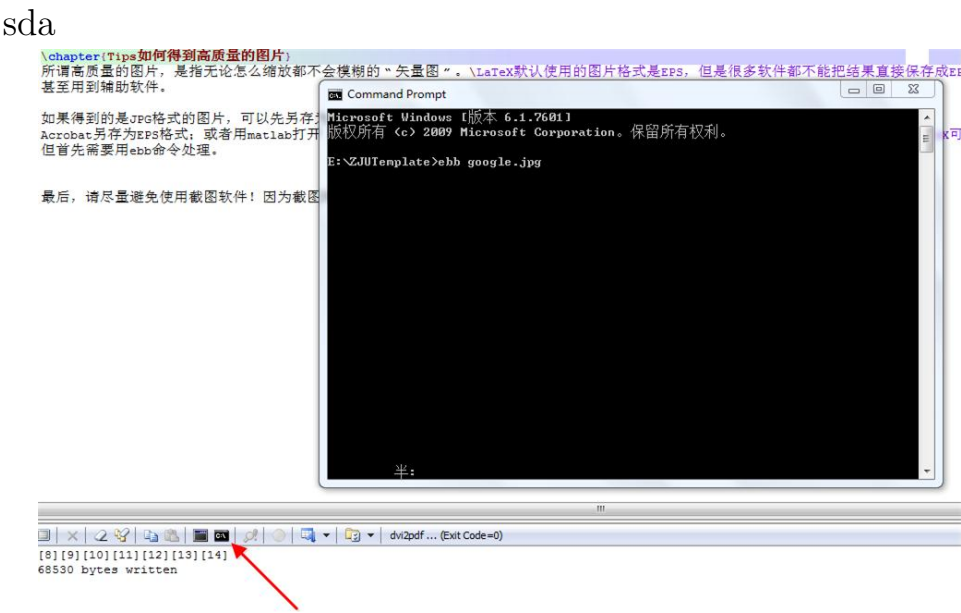 sda
\chapter{Tips如何得到高质量的图片}
所谓高质量的图片，是指无论怎么缩放都不会模糊的“矢量图”。\LaTeX默认使用的图片格式是EPS，但是很多软件都不能把结果直接保存成EP
甚至用到辅助软件。
如果得到的是JPG格式的图片，可以先另存
Acrobat另存为EPS格式；或者用matlab打开
X可
但首先需要用ebb命令处理。
最后，请尽量避免使用截图软件！因为截图
Command Prompt
Microsoft Windows [版本 6.1.7601]
版权所有 (c) 2009 Microsoft Corporation。保留所有权利。
E:\ZJUTemplate>ebb google.jpg
半:
dvi2pdf ... (Exit Code=0)
[8][9][10][11][12][13][14]
68530 bytes written